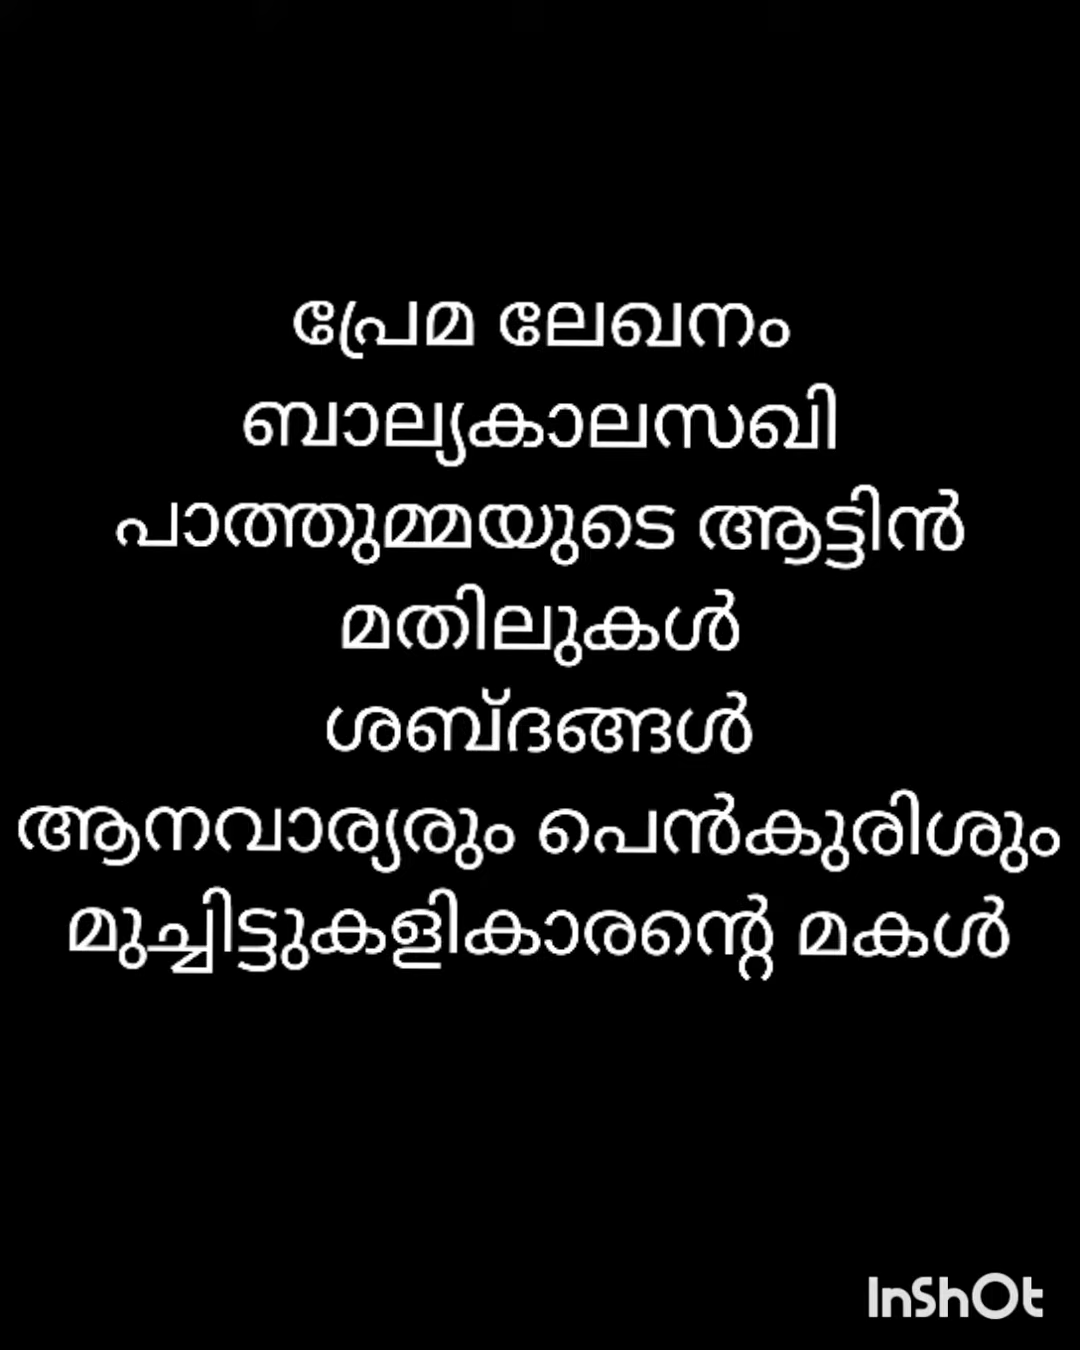 പ്രേമ ലേഖനം
ബാല്യകാലസഖി
പാത്തുമ്മയുടെ ആട്ടിൻ
മതിലുകൾ
ശബ്ദങ്ങൾ
ആനവാര്യരും പെൻകുരിശും
മുച്ചിട്ടുകളികാരന്റെ മകൾ
InShOt